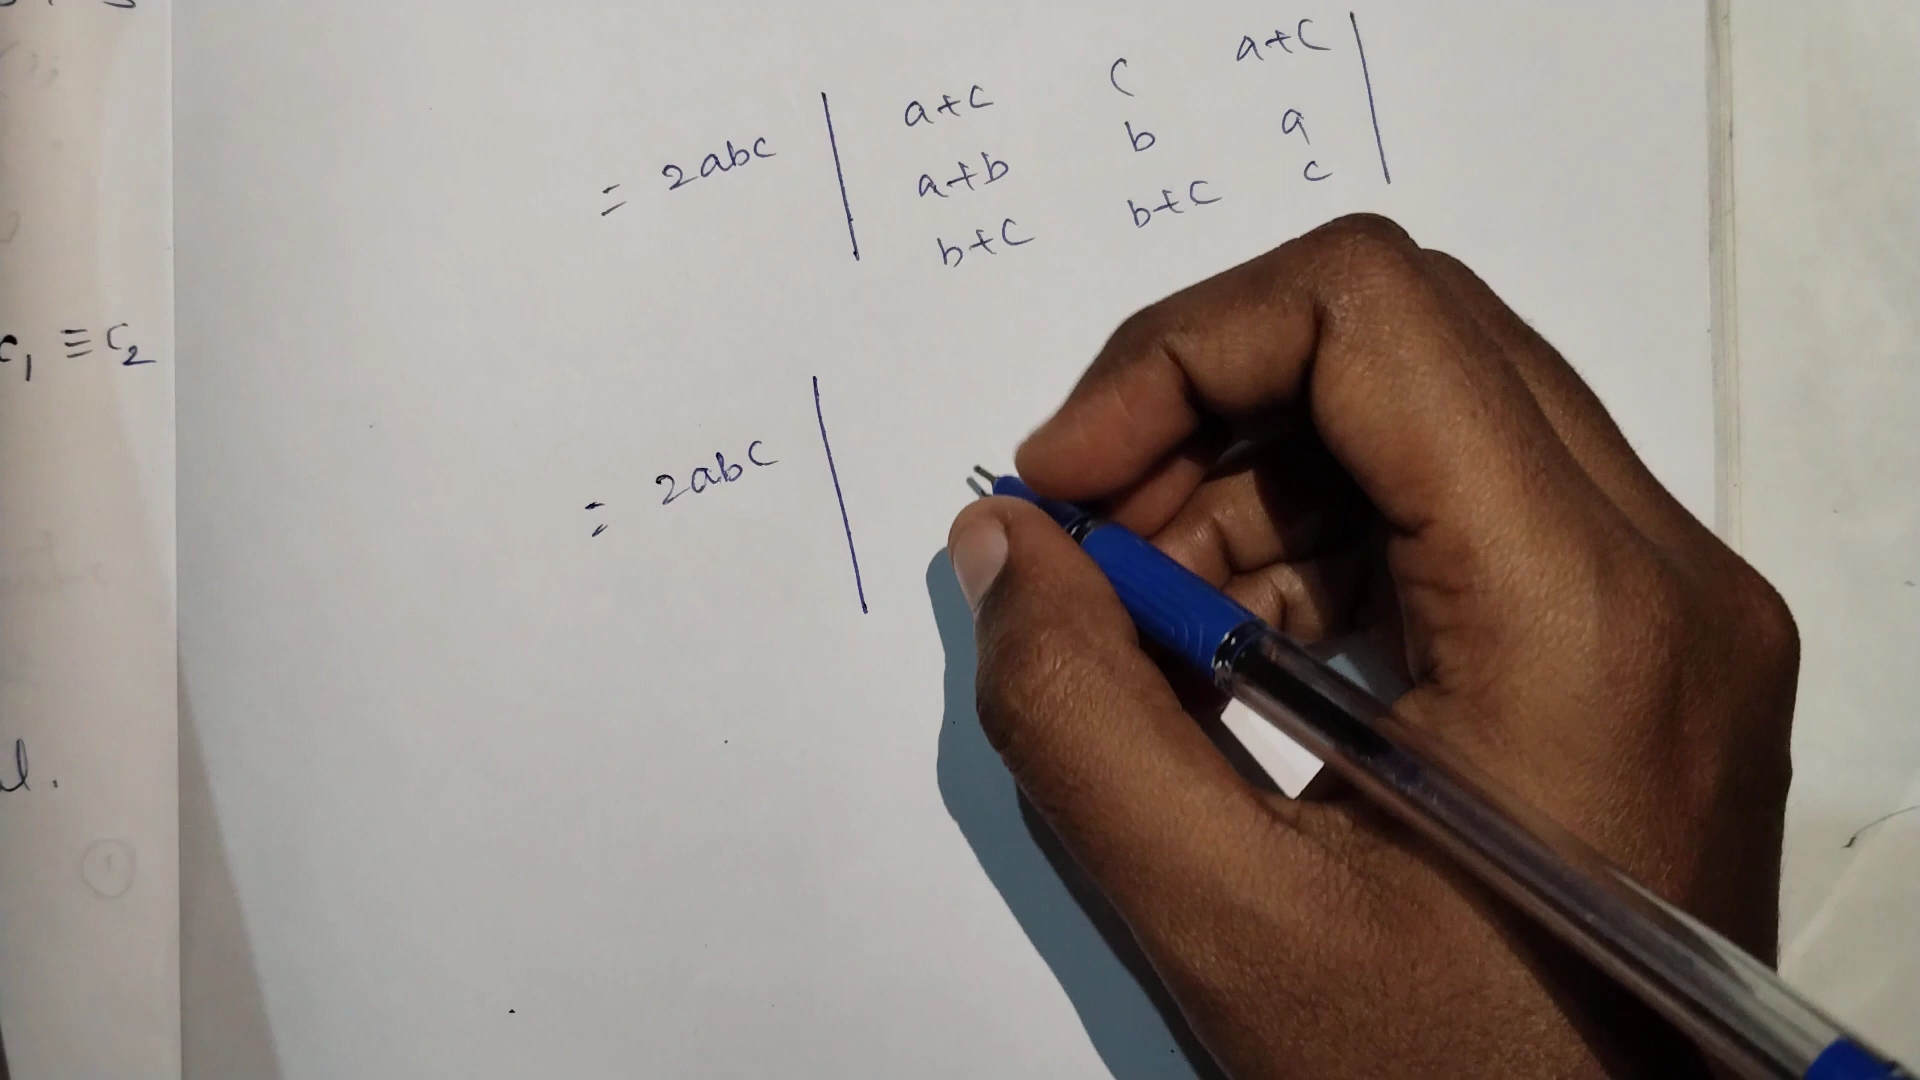 = 2abc | a+c c a+c |
a+b b a
b+c b+c c
c₁ ≡ c₂
= 2abc |